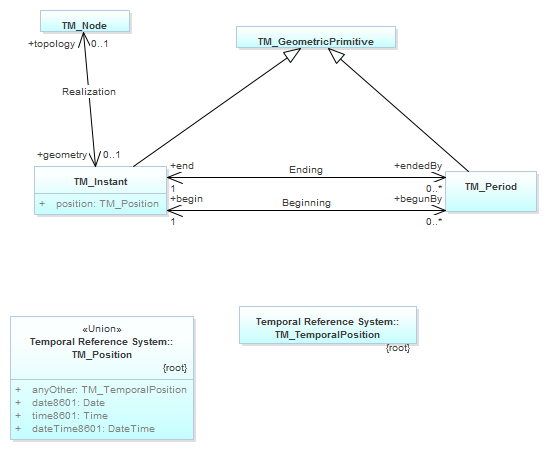 TM_Node
TM_GeometricPrimitive
+topology 0..1
Realization
+geometry 0..1
TM_Instant
+ position: TM_Position
+end Ending +endedBy
1 0..*
+begin Beginning +begunBy
1 0..*
TM_Period
«Union»
Temporal Reference System::
TM_Position
{root}
+ anyOther: TM_TemporalPosition
+ date8601: Date
+ time8601: Time
+ dateTime8601: DateTime
Temporal Reference System::
TM_TemporalPosition
{root}